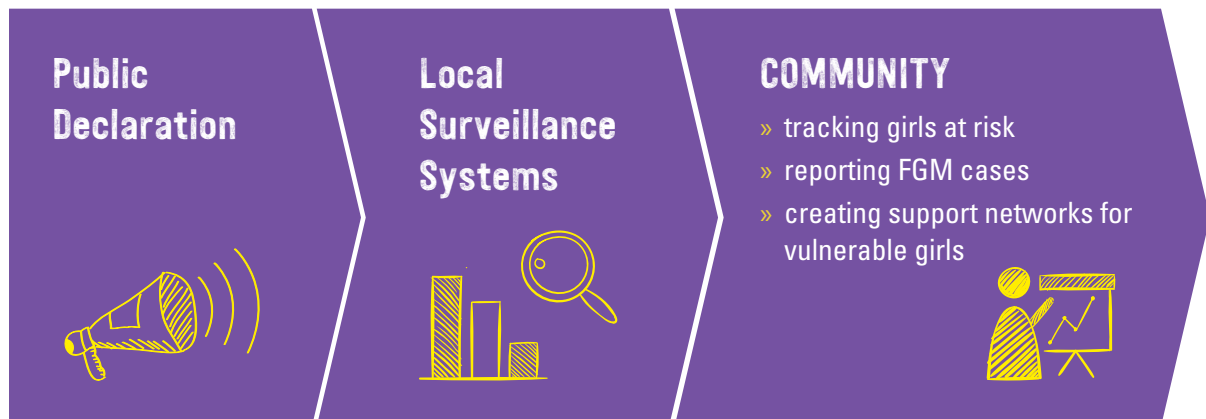 Public
Declaration
Local
Surveillance
Systems
COMMUNITY
» tracking girls at risk
» reporting FGM cases
» creating support networks for
vulnerable girls